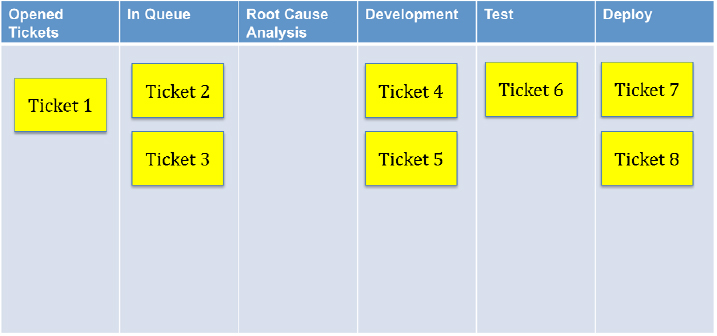 Opened
Tickets
In Queue
Root Cause
Analysis
Development
Test
Deploy
Ticket 1
Ticket 2
Ticket 3
Ticket 4
Ticket 5
Ticket 6
Ticket 7
Ticket 8